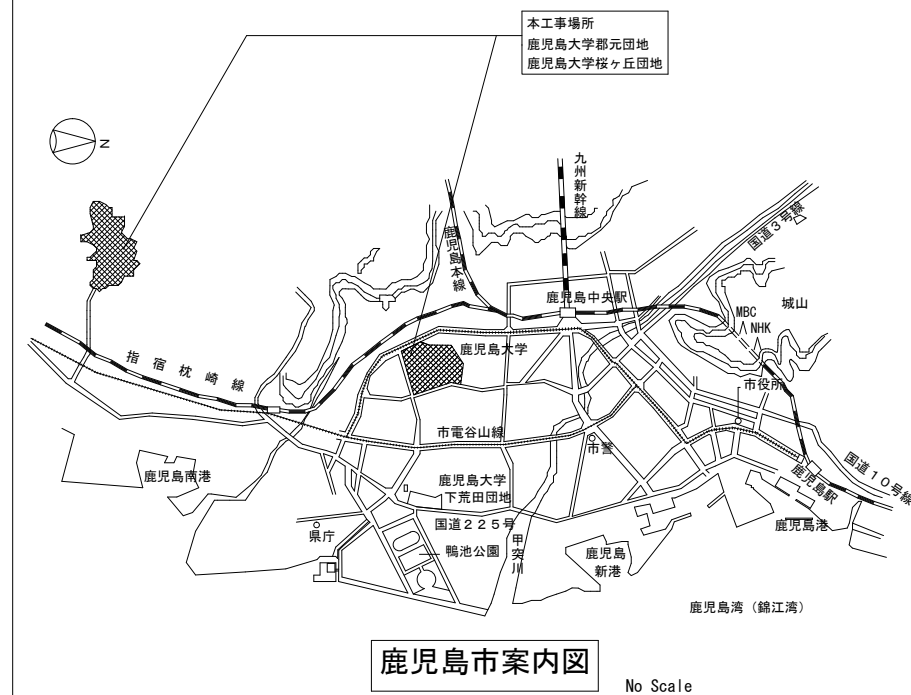 本工事場所
鹿児島大学郡元団地
鹿児島大学桜ヶ丘団地
N
九州新幹線
国道3号線
鹿児島本線
鹿児島中央駅
城山
MBC
NHK
鹿児島大学
指宿枕崎線
市役所
市電谷山線
市警
国道10号線
鹿児島駅
鹿児島南港
鹿児島大学
下荒田団地
国道225号
鹿児島港
県庁
鴨池公園
甲突川
鹿児島
新港
鹿児島湾（錦江湾）
鹿児島市案内図
No Scale